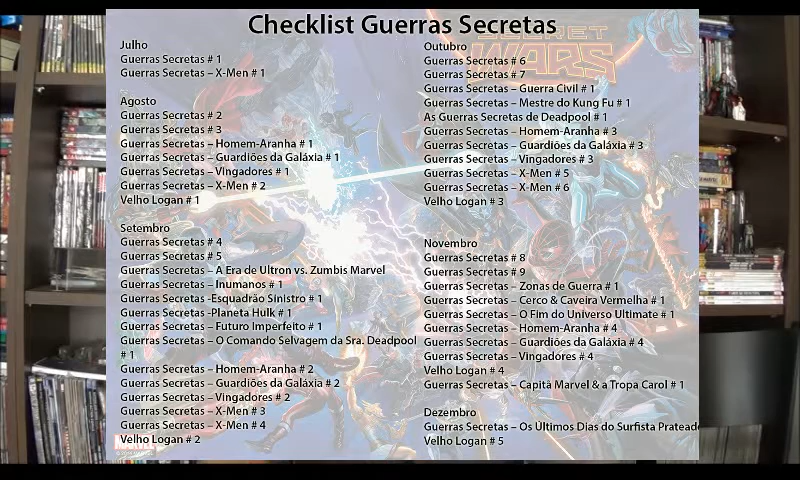 Checklist Guerras Secretas
Julho
Guerras Secretas # 1
Guerras Secretas – X-Men # 1
Agosto
Guerras Secretas # 2
Guerras Secretas # 3
Guerras Secretas – Homem-Aranha # 1
Guerras Secretas – Guardiões da Galáxia # 1
Guerras Secretas – Vingadores # 1
Guerras Secretas – X-Men # 2
Velho Logan # 1
Setembro
Guerras Secretas # 4
Guerras Secretas # 5
Guerras Secretas – A Era de Ultron vs. Zumbis Marvel
Guerras Secretas – Inumanos # 1
Guerras Secretas -Esquadrão Sinistro # 1
Guerras Secretas -Planeta Hulk # 1
Guerras Secretas – Futuro Imperfeito # 1
Guerras Secretas – O Comando Selvagem da Sra. Deadpool
# 1
Guerras Secretas – Homem-Aranha # 2
Guerras Secretas – Guardiões da Galáxia # 2
Guerras Secretas – Vingadores # 2
Guerras Secretas – X-Men # 3
Guerras Secretas – X-Men # 4
Velho Logan # 2
Outubro
Guerras Secretas # 6
Guerras Secretas # 7
Guerras Secretas – Guerra Civil # 1
Guerras Secretas – Mestre do Kung Fu # 1
As Guerras Secretas de Deadpool # 1
Guerras Secretas – Homem-Aranha # 3
Guerras Secretas – Guardiões da Galáxia # 3
Guerras Secretas – Vingadores # 3
Guerras Secretas – X-Men # 5
Guerras Secretas – X-Men # 6
Velho Logan # 3
Novembro
Guerras Secretas # 8
Guerras Secretas # 9
Guerras Secretas – Zonas de Guerra # 1
Guerras Secretas – Cerco & Caveira Vermelha # 1
Guerras Secretas – O Fim do Universo Ultimate # 1
Guerras Secretas – Homem-Aranha # 4
Guerras Secretas – Guardiões da Galáxia # 4
Guerras Secretas – Vingadores # 4
Velho Logan # 4
Guerras Secretas – Capitã Marvel & a Tropa Carol # 1
Dezembro
Guerras Secretas – Os Últimos Dias do Surfista Pratead
Velho Logan # 5
SECRET
WARS
MARVEL